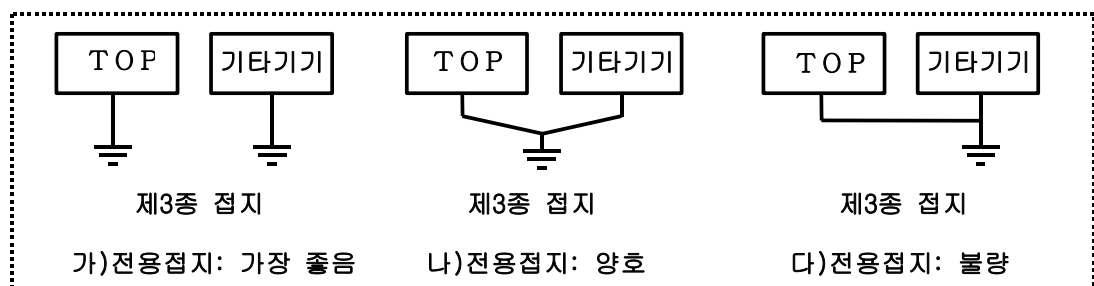 TOP 기타기기 TOP 기타기기 TOP 기타기기
제3종 접지 제3종 접지 제3종 접지
가)전용접지: 가장 좋음 나)전용접지: 양호 다)전용접지: 불량